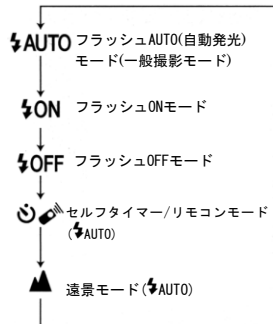 AUTO フラッシュAUTO(自動発光)
モード(一般撮影モード)
ON フラッシュONモード
OFF フラッシュOFFモード
セルフタイマー/リモコンモード
(AUTO)
遠景モード(AUTO)